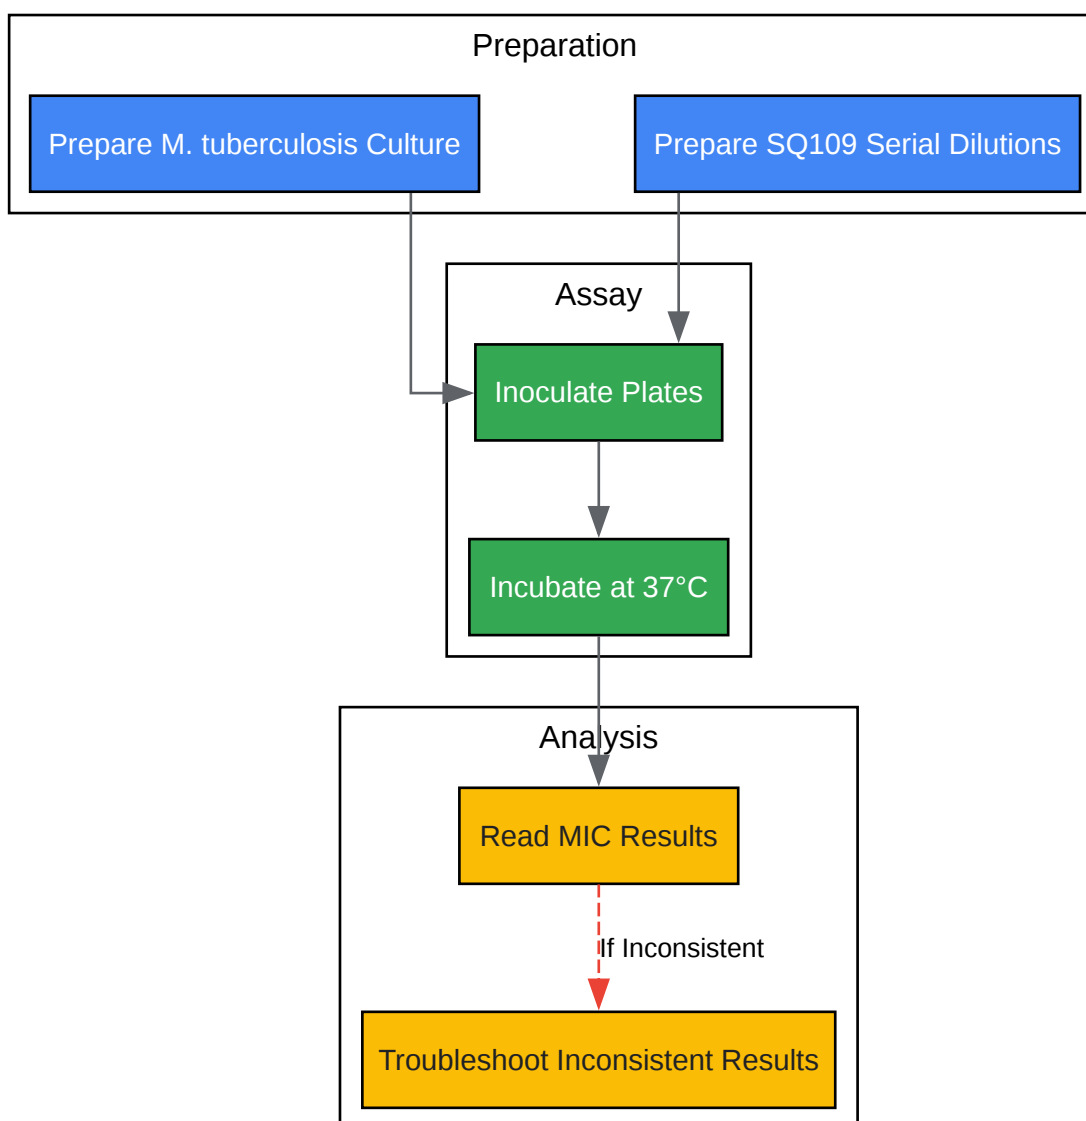 Preparation
Prepare M. tuberculosis Culture
Prepare SQ109 Serial Dilutions
Assay
Inoculate Plates
Incubate at 37°C
Analysis
Read MIC Results
If Inconsistent
Troubleshoot Inconsistent Results